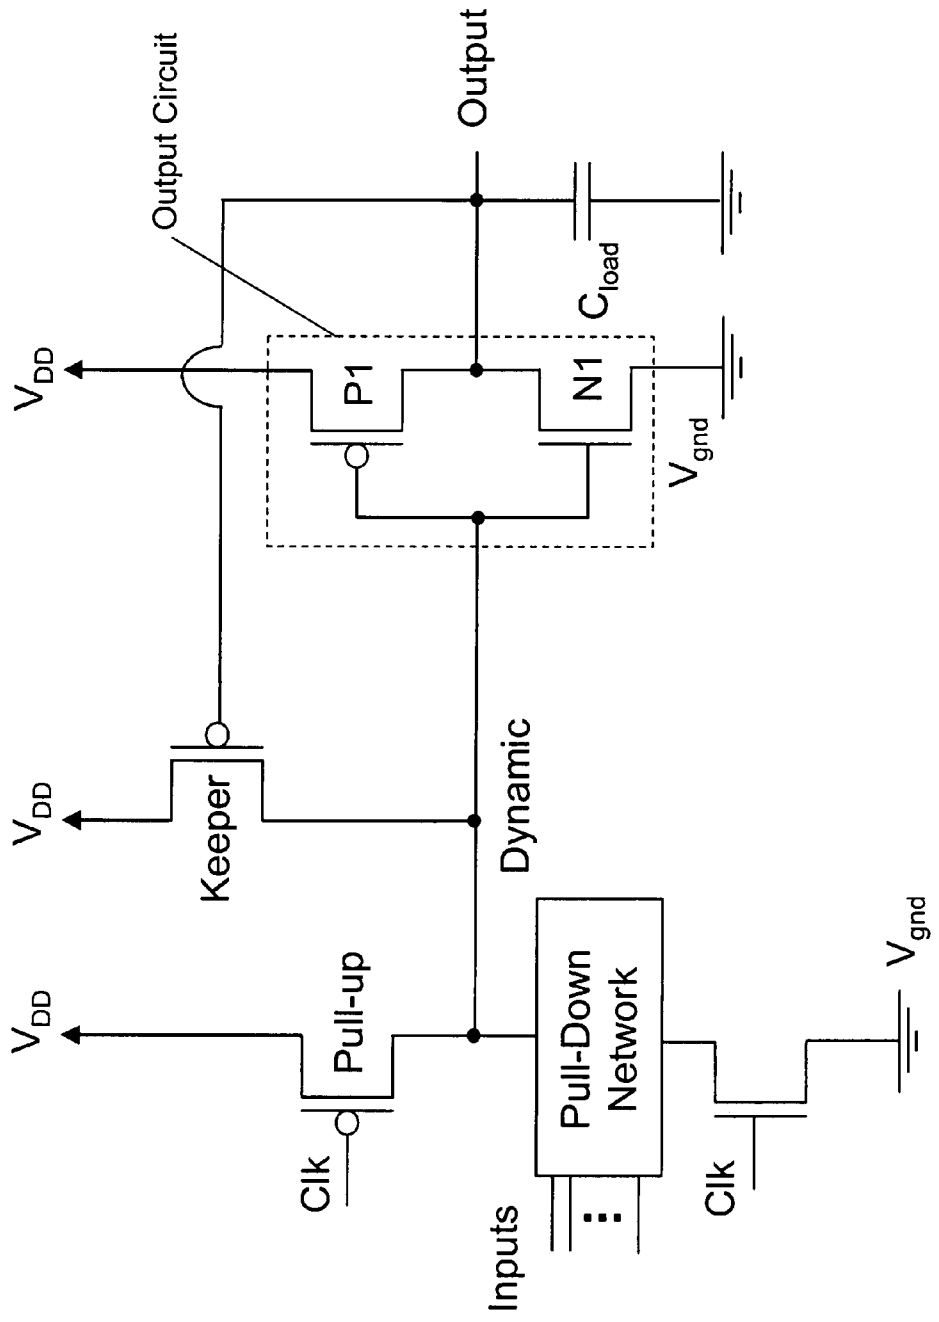 Output Circuit
V_DD
V_DD
V_DD
Clk
Pull-up
Keeper
P1
Output
Dynamic
Inputs
Pull-Down
Network
N1
C_load
V_gnd
Clk
V_gnd